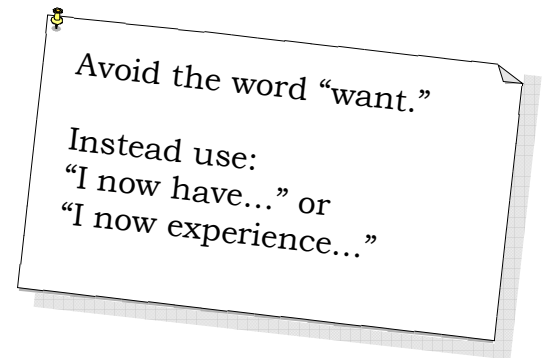 Avoid the word “want.”
Instead use:
“I now have...” or
“I now experience...”